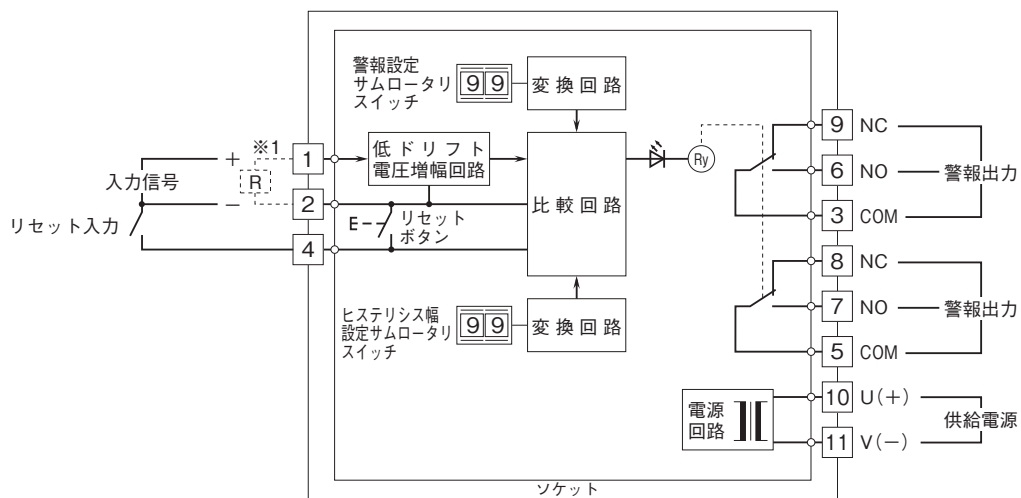 警報設定
サムロータリ
スイッチ
9 9
変換回路
※1
+
R
−
入力信号
リセット入力
1
2
4
低ドリフト
電圧増幅回路
E
リセット
ボタン
比較回路
Ry
ヒステリシス幅
設定サムロータリ
スイッチ
9 9
変換回路
9 NC
6 NO 警報出力
3 COM
8 NC
7 NO 警報出力
5 COM
電源
回路
10 U(+)
供給電源
11 V(−)
ソケット